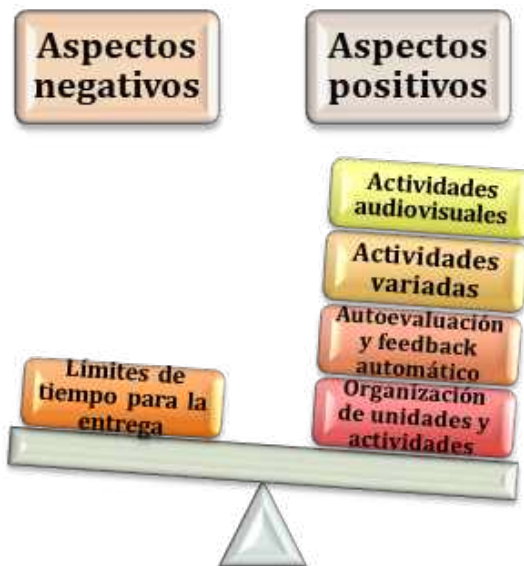 Aspectos
negativos
Aspectos
positivos
Actividades
audiovisuales
Actividades
variadas
Autoevaluación
y feedback
automático
Organización
de unidades y
actividades
Límites de
tiempo para la
entrega